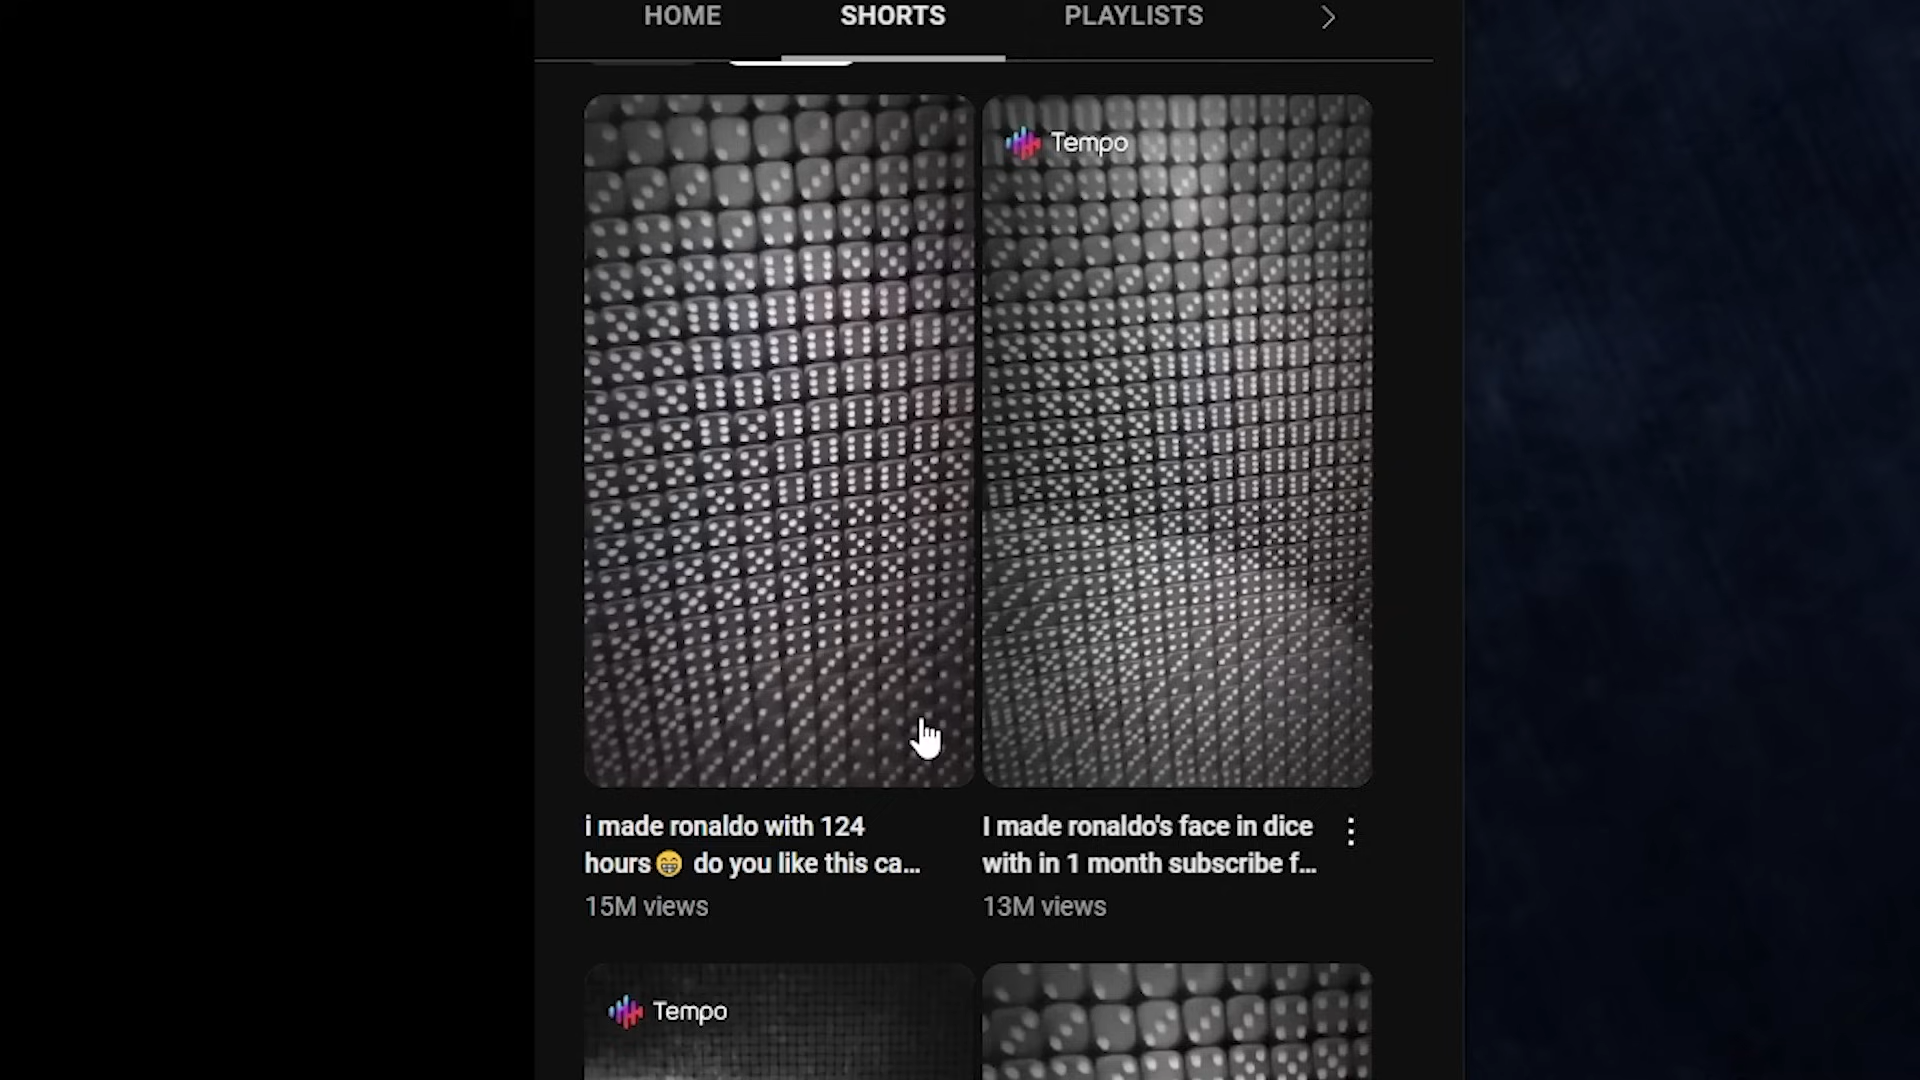 HOME
SHORTS
PLAYLISTS
Tempo
i made ronaldo with 124
hours😁 do you like this ca...
15M views
I made ronaldo's face in dice
with in 1 month subscribe f...
13M views
Tempo